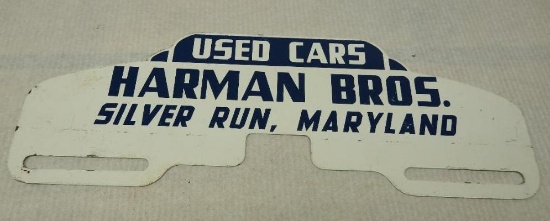 USED CARS
HARMAN BROS.
SILVER RUN, MARYLAND